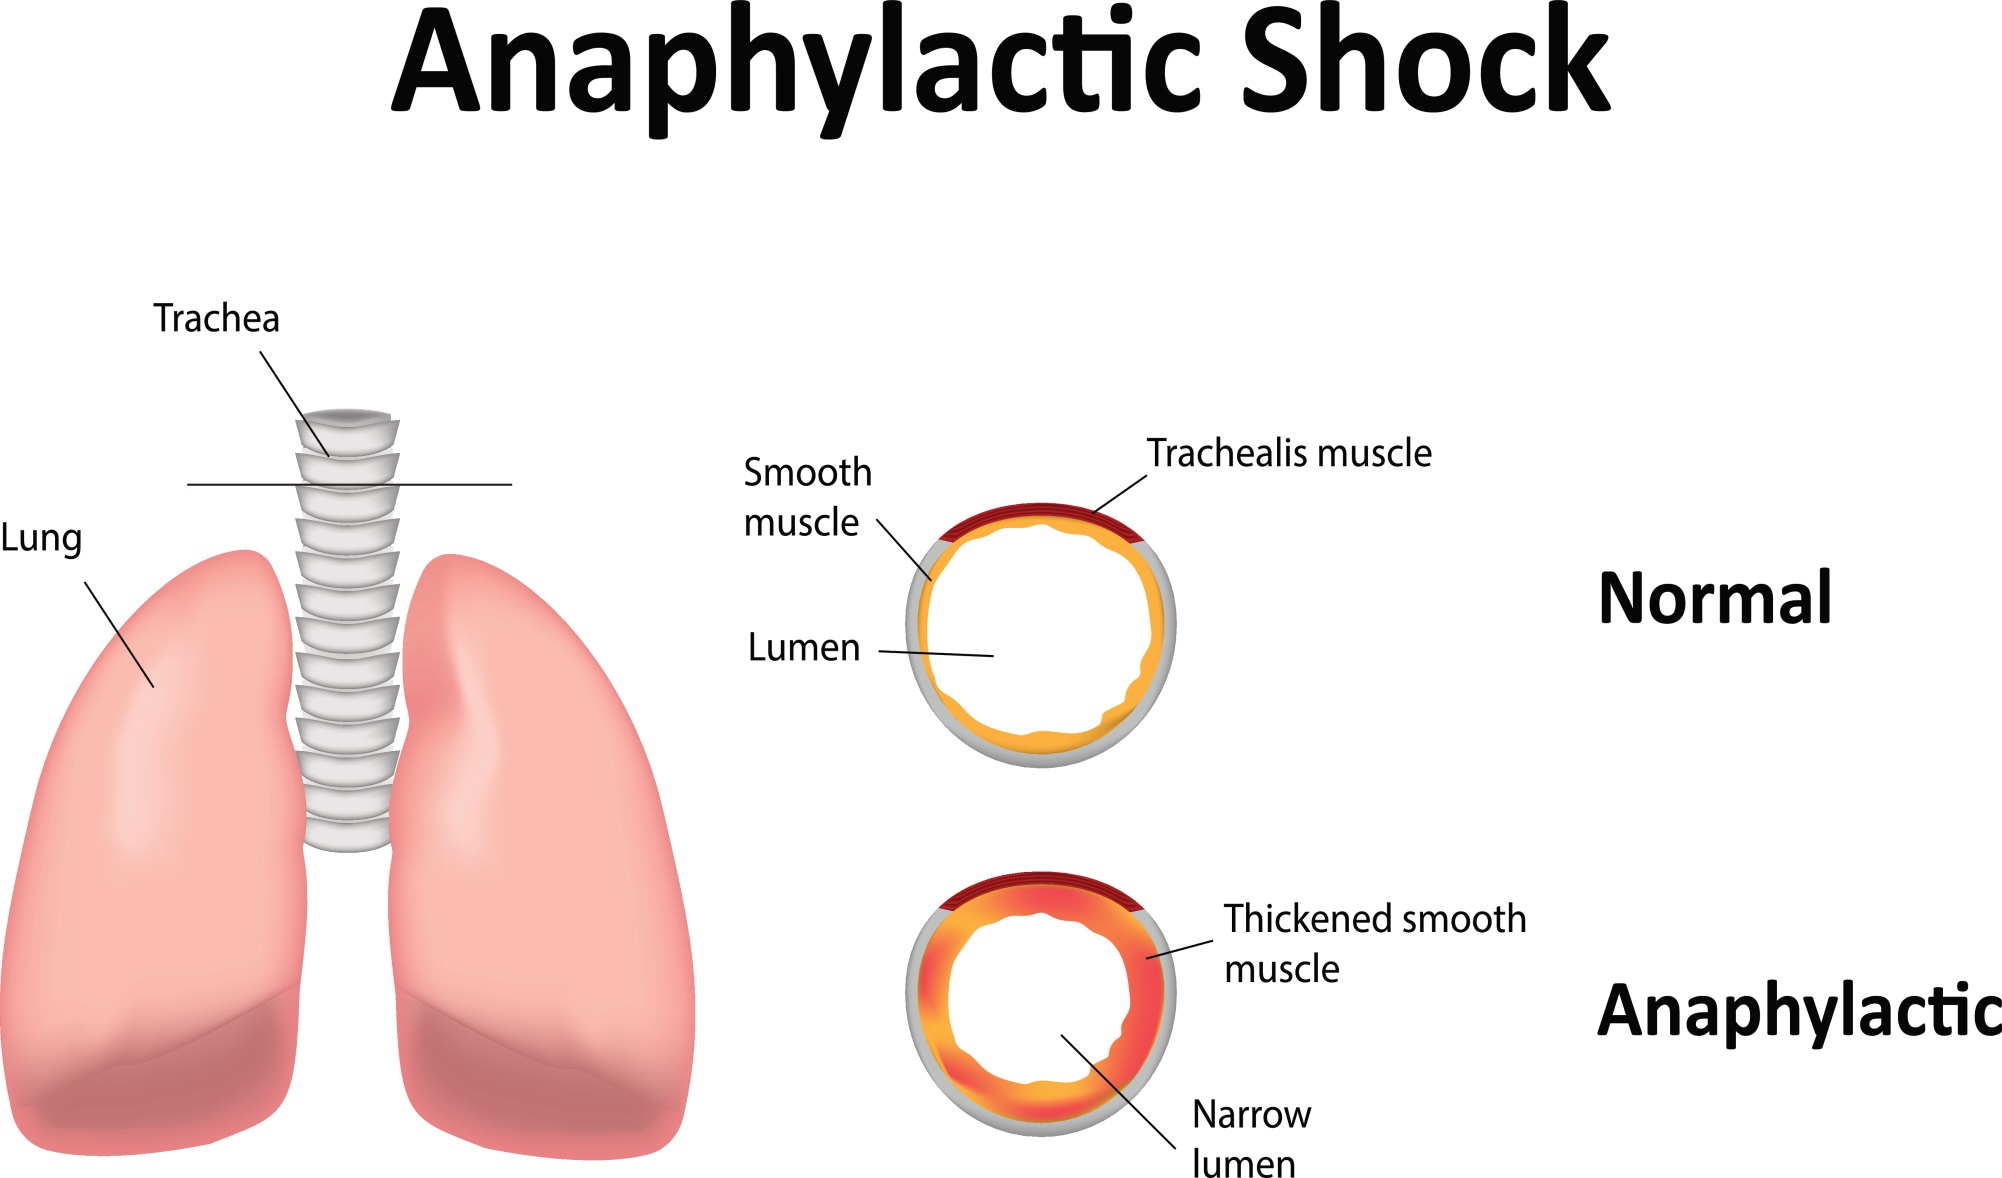 Anaphylactic Shock
Trachea
Lung
Smooth
muscle
Lumen
Trachealis muscle
Normal
Thickened smooth
muscle
Narrow
lumen
Anaphylactic